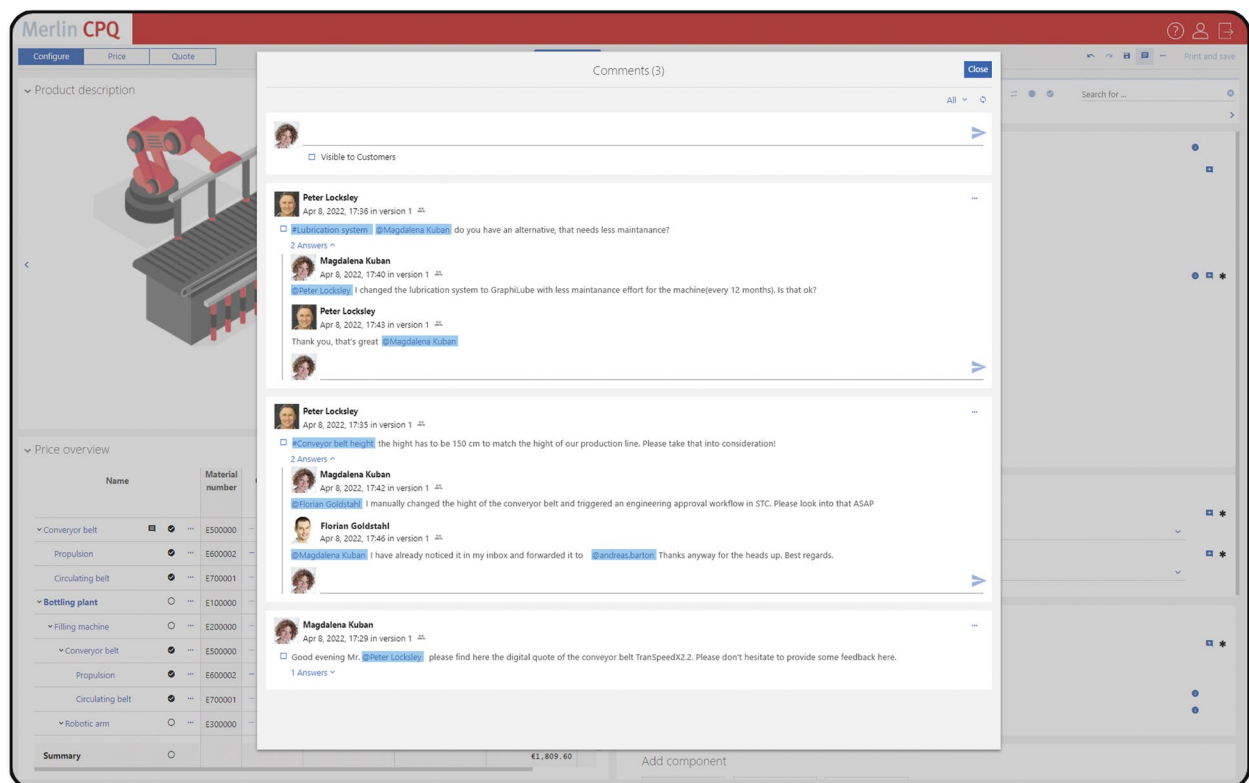 Merlin CPQ
Configure
Price
Quote
Print and save
Product description
Search for ...
Comments (3)
Close
All
Visible to Customers
Peter Locksley
Apr 8, 2022, 17:36 in version 1
#Lubrication system @Magdalena Kuban do you have an alternative, that needs less maintanance?
2 Answers
Magdalena Kuban
Apr 8, 2022, 17:40 in version 1
@Peter Locksley I changed the lubrication system to GraphiLube with less maintanance effort for the machine(every 12 months). Is that ok?
Peter Locksley
Apr 8, 2022, 17:43 in version 1
Thank you, that's great @Magdalena Kuban
Peter Locksley
Apr 8, 2022, 17:35 in version 1
#Conveyor belt height the hight has to be 150 cm to match the hight of our production line. Please take that into consideration!
2 Answers
Magdalena Kuban
Apr 8, 2022, 17:42 in version 1
@Florian Goldstahl I manually changed the hight of the conveyor belt and triggered an engineering approval workflow in STC. Please look into that ASAP
Florian Goldstahl
Apr 8, 2022, 17:46 in version 1
@Magdalena Kuban I have already noticed it in my inbox and forwarded it to @andreas.barton Thanks anyway for the heads up. Best regards.
Magdalena Kuban
Apr 8, 2022, 17:29 in version 1
Good evening Mr. @Peter Locksley please find here the digital quote of the conveyor belt TranSpeedX2.2. Please don't hesitate to provide some feedback here.
1 Answers
Price overview
Name
Material number
Conveyor belt E500000
Propulsion E600002
Circulating belt E700001
Bottling plant E100000
Filling machine E200000
Conveyor belt E500000
Propulsion E600002
Circulating belt E700001
Robotic arm E300000
Summary €1,809.60
Add component